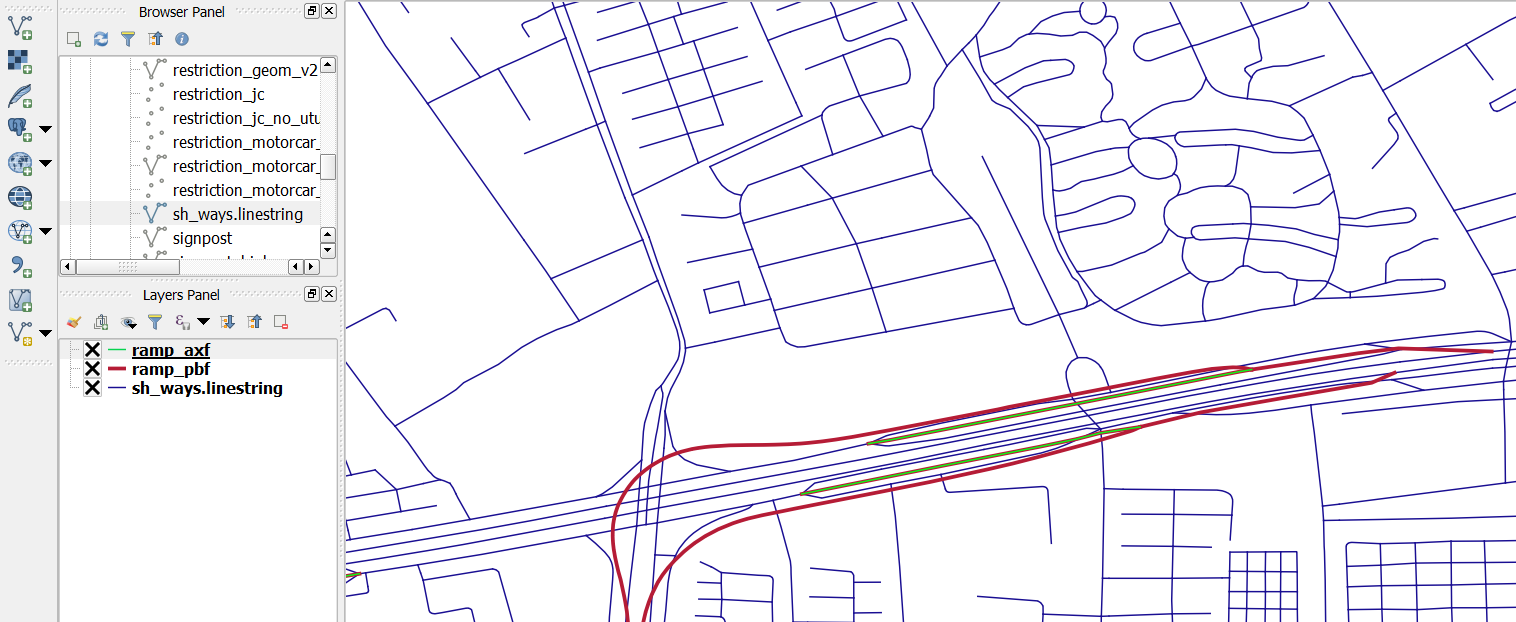 Browser Panel
restriction_geom_v2
restriction_jc
restriction_jc_no_utu
restriction_motorcar_
restriction_motorcar_
restriction_motorcar_
sh_ways.linestring
signpost
Layers Panel
ramp_axf
ramp_pbf
sh_ways.linestring